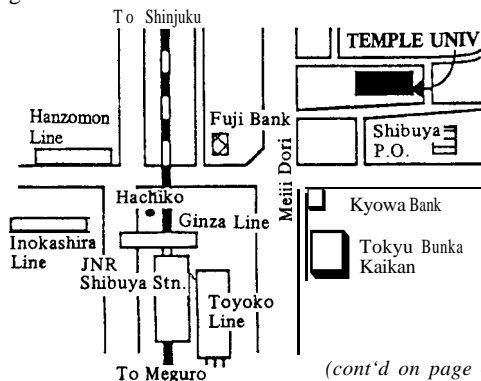 To Shinjuku
TEMPLE UNIV
Hanzomon
Line
Fuji Bank
Shibuya
P.O.
Meiji Dori
Hachiko
Ginza Line
Kyowa Bank
Inokashira
Line
JNR
Shibuya Stn.
Tokyu Bunka
Kaikan
Toyoko
Line
To Meguro
(cont'd on page